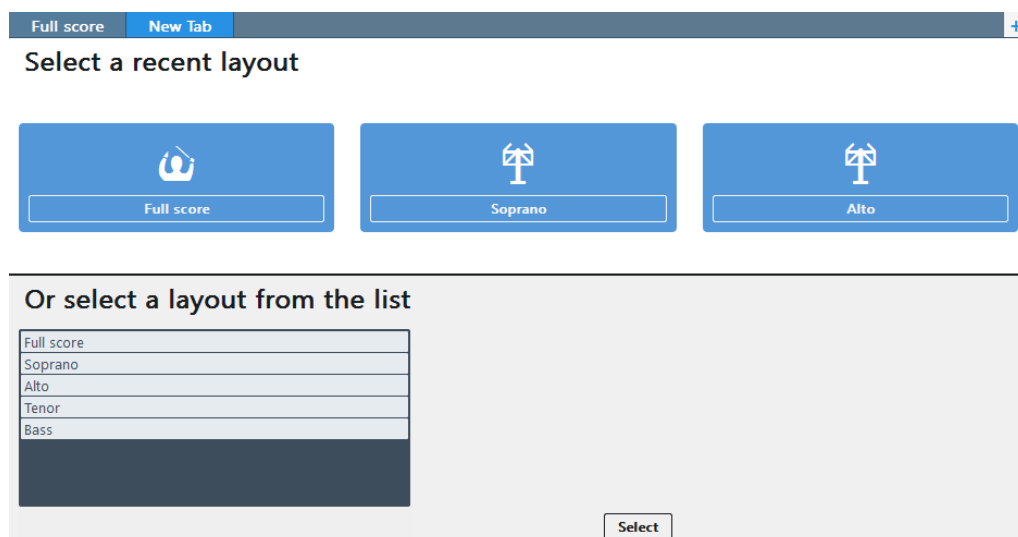 Full score New Tab +
Select a recent layout
Full score Soprano Alto
Or select a layout from the list
Full score
Soprano
Alto
Tenor
Bass
Select